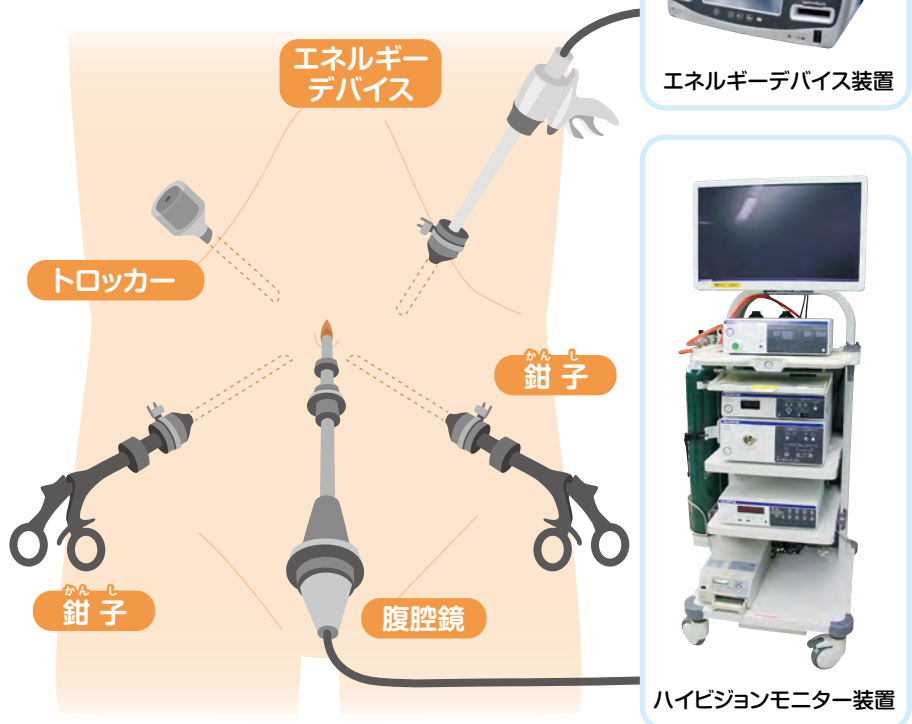 エネルギー
デバイス
エネルギーデバイス装置
トロッカー
かん し
鉗 子
かん し
鉗 子
腹腔鏡
ハイビジョンモニター装置